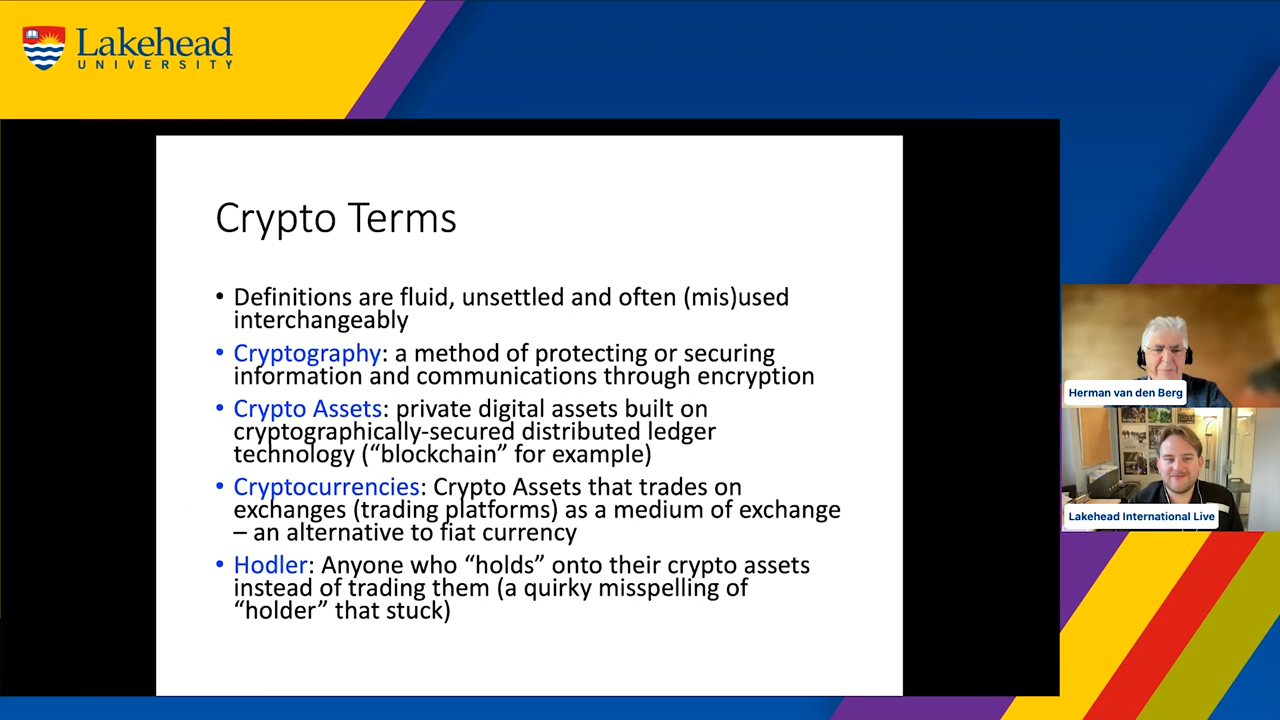 Lakehead
UNIVERSITY
Crypto Terms
• Definitions are fluid, unsettled and often (mis)used
interchangeably
• Cryptography: a method of protecting or securing
information and communications through encryption
• Crypto Assets: private digital assets built on
cryptographically-secured distributed ledger
technology (“blockchain” for example)
• Cryptocurrencies: Crypto Assets that trades on
exchanges (trading platforms) as a medium of exchange
– an alternative to fiat currency
• Hodler: Anyone who “holds” onto their crypto assets
instead of trading them (a quirky misspelling of
“holder” that stuck)
Herman van den Berg
Lakehead International Live